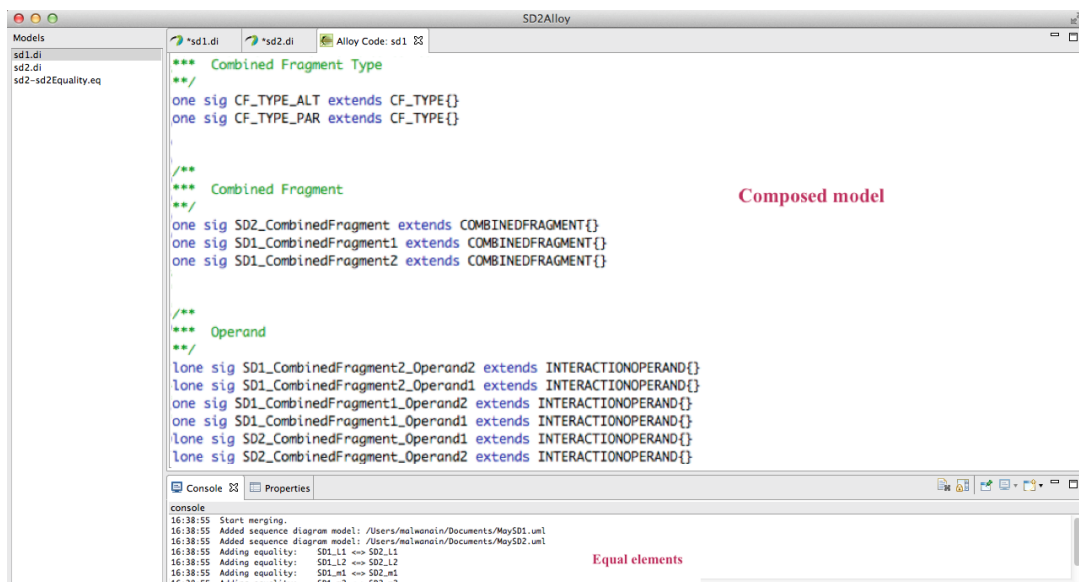 SD2Alloy
Models
sd1.di
sd2.di
sd2-sd2Equality.eq
*sd1.di
*sd2.di
Alloy Code: sd1
*** Combined Fragment Type
**/
one sig CF_TYPE_ALT extends CF_TYPE{}
one sig CF_TYPE_PAR extends CF_TYPE{}
/**
*** Combined Fragment
**/
one sig SD2_CombinedFragment extends COMBINEDFRAGMENT{}
one sig SD1_CombinedFragment1 extends COMBINEDFRAGMENT{}
one sig SD1_CombinedFragment2 extends COMBINEDFRAGMENT{}
Composed model
/**
*** Operand
**/
lone sig SD1_CombinedFragment2_Operand2 extends INTERACTIONOPERAND{}
lone sig SD1_CombinedFragment2_Operand1 extends INTERACTIONOPERAND{}
one sig SD1_CombinedFragment1_Operand2 extends INTERACTIONOPERAND{}
one sig SD1_CombinedFragment1_Operand1 extends INTERACTIONOPERAND{}
lone sig SD2_CombinedFragment_Operand1 extends INTERACTIONOPERAND{}
lone sig SD2_CombinedFragment_Operand2 extends INTERACTIONOPERAND{}
Console
Properties
console
16:38:55 Start merging.
16:38:55 Added sequence diagram model: /Users/malwanain/Documents/MaySD1.uml
16:38:55 Added sequence diagram model: /Users/malwanain/Documents/MaySD2.uml
16:38:55 Adding equality: SD1_L1 <=> SD2_L1
16:38:55 Adding equality: SD1_L2 <=> SD2_L2
16:38:55 Adding equality: SD1_m1 <=> SD2_m1
Equal elements